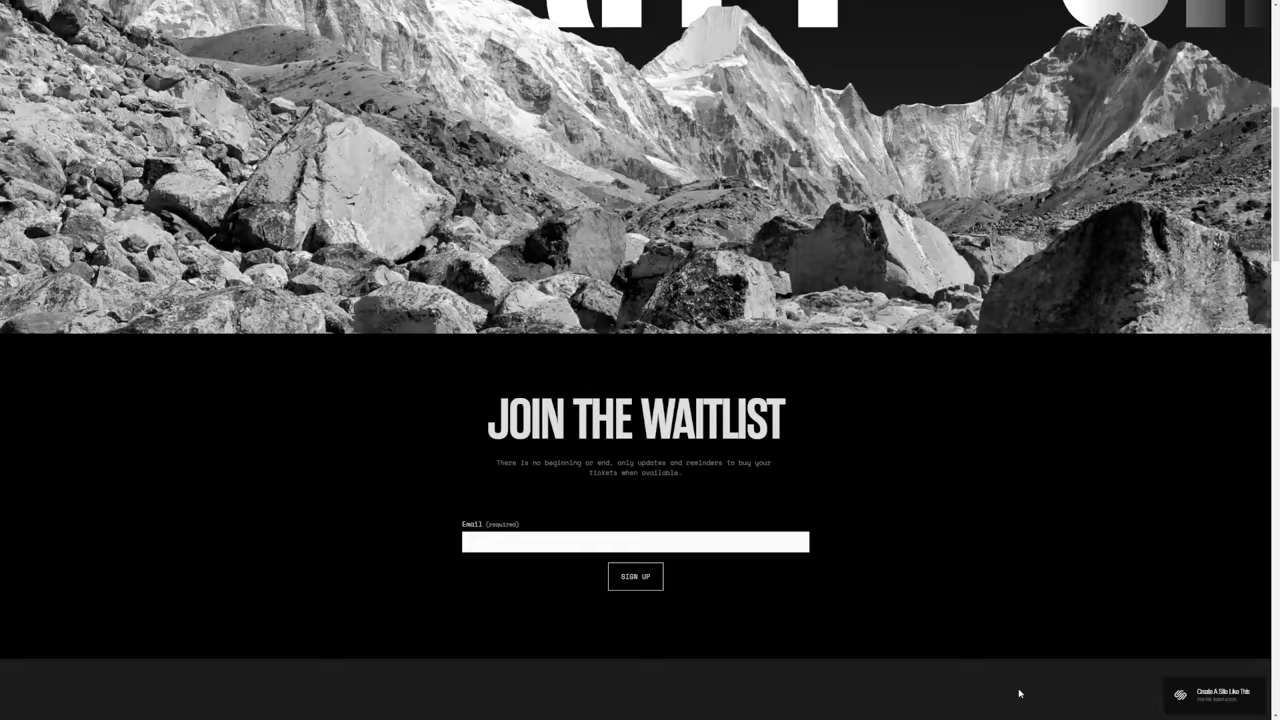 JOIN THE WAITLIST
There is no beginning or end, only updates and reminders to buy your
tickets when available.
Email (required)
SIGN UP
Create A Site Like This